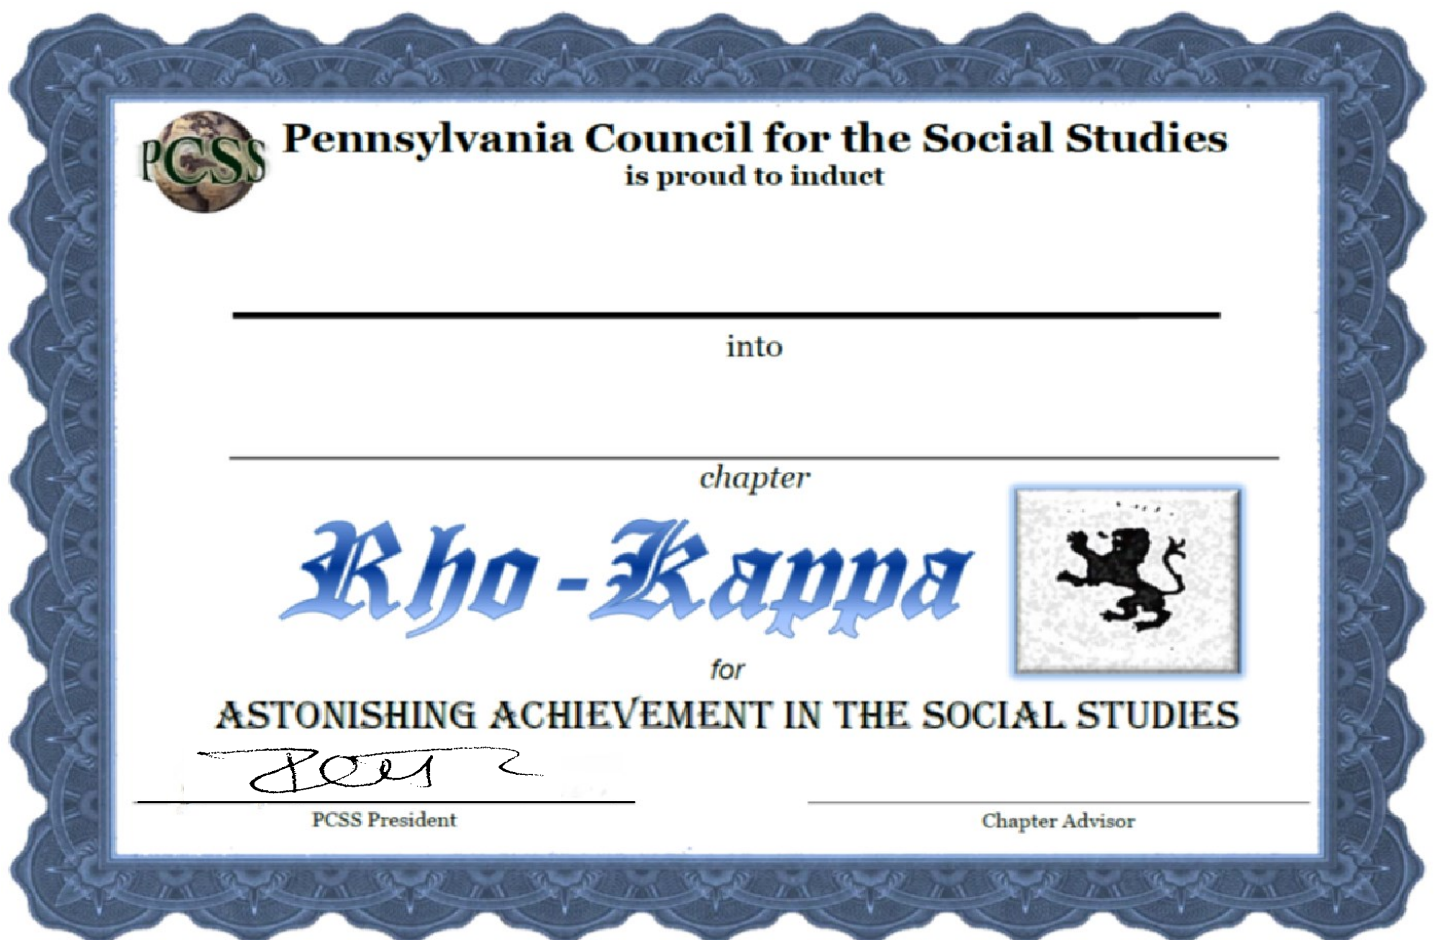 PCSS
Pennsylvania Council for the Social Studies
is proud to induct
into
chapter
Rho-Kappa
for
ASTONISHING ACHIEVEMENT IN THE SOCIAL STUDIES
PCSS President
Chapter Advisor